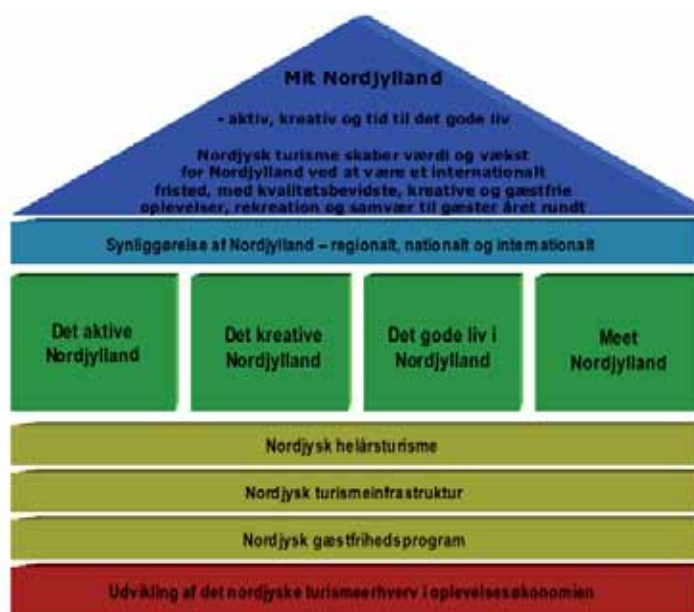 Mit Nordjylland
- aktiv, kreativ og tid til det gode liv
Nordjysk turisme skaber værdi og vækst
for Nordjylland ved at være et internationalt
fristed, med kvalitetsbevidste, kreative og gæstfrie
oplevelser, rekreation og samvær til gæster året rundt
Synliggørelse af Nordjylland – regionalt, nationalt og internationalt
Det aktive
Nordjylland
Det kreative
Nordjylland
Det gode liv i
Nordjylland
Meet
Nordjylland
Nordjysk helårsturisme
Nordjysk turismeinfrastruktur
Nordjysk gæstfrihedsprogram
Udvikling af det nordjyske turismeerhverv i oplevelsesøkonomien